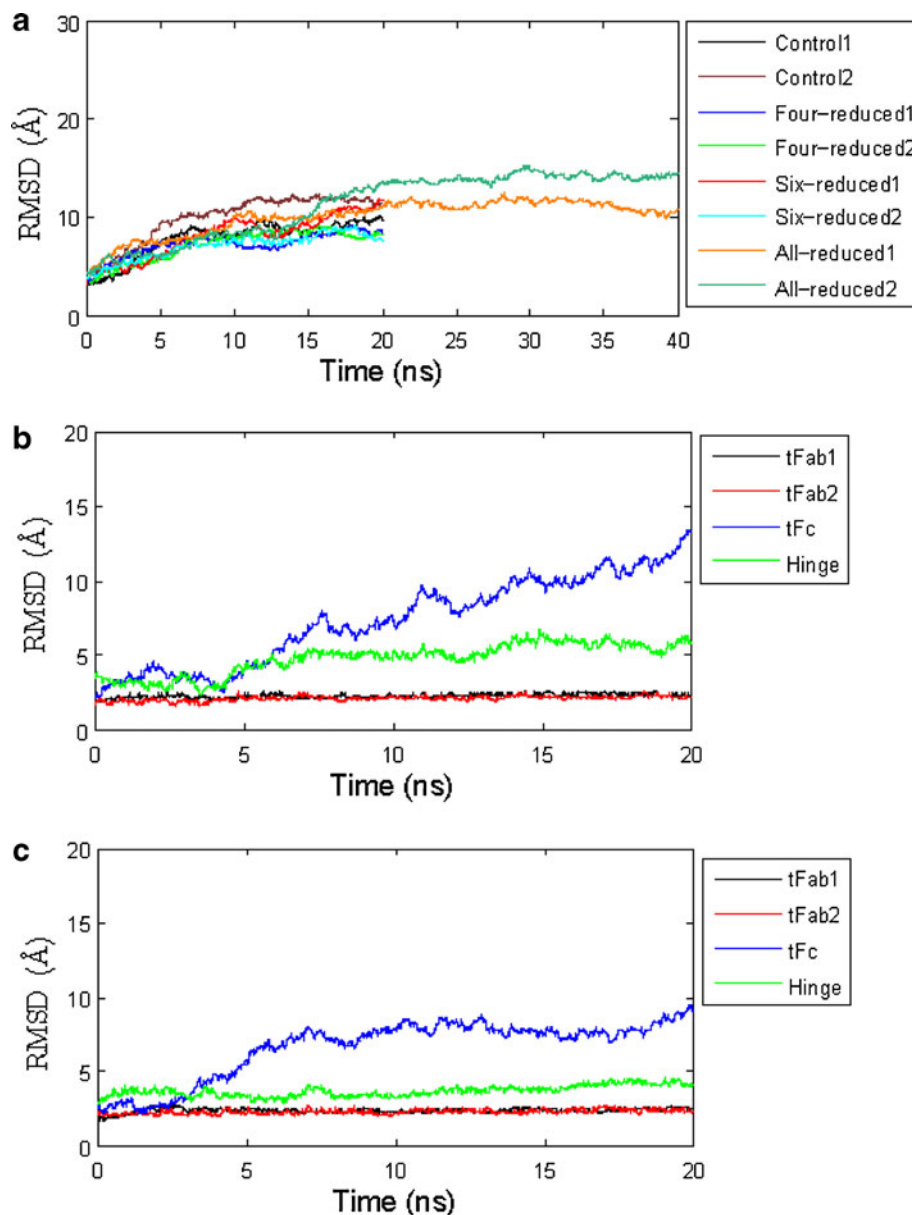 a
30
20
10
0
RMSD (Å)
0 5 10 15 20 25 30 35 40
Time (ns)
Control1
Control2
Four-reduced1
Four-reduced2
Six-reduced1
Six-reduced2
All-reduced1
All-reduced2
b
20
15
10
5
0
RMSD (Å)
0 5 10 15 20
Time (ns)
tFab1
tFab2
tFc
Hinge
c
20
15
10
5
0
RMSD (Å)
0 5 10 15 20
Time (ns)
tFab1
tFab2
tFc
Hinge